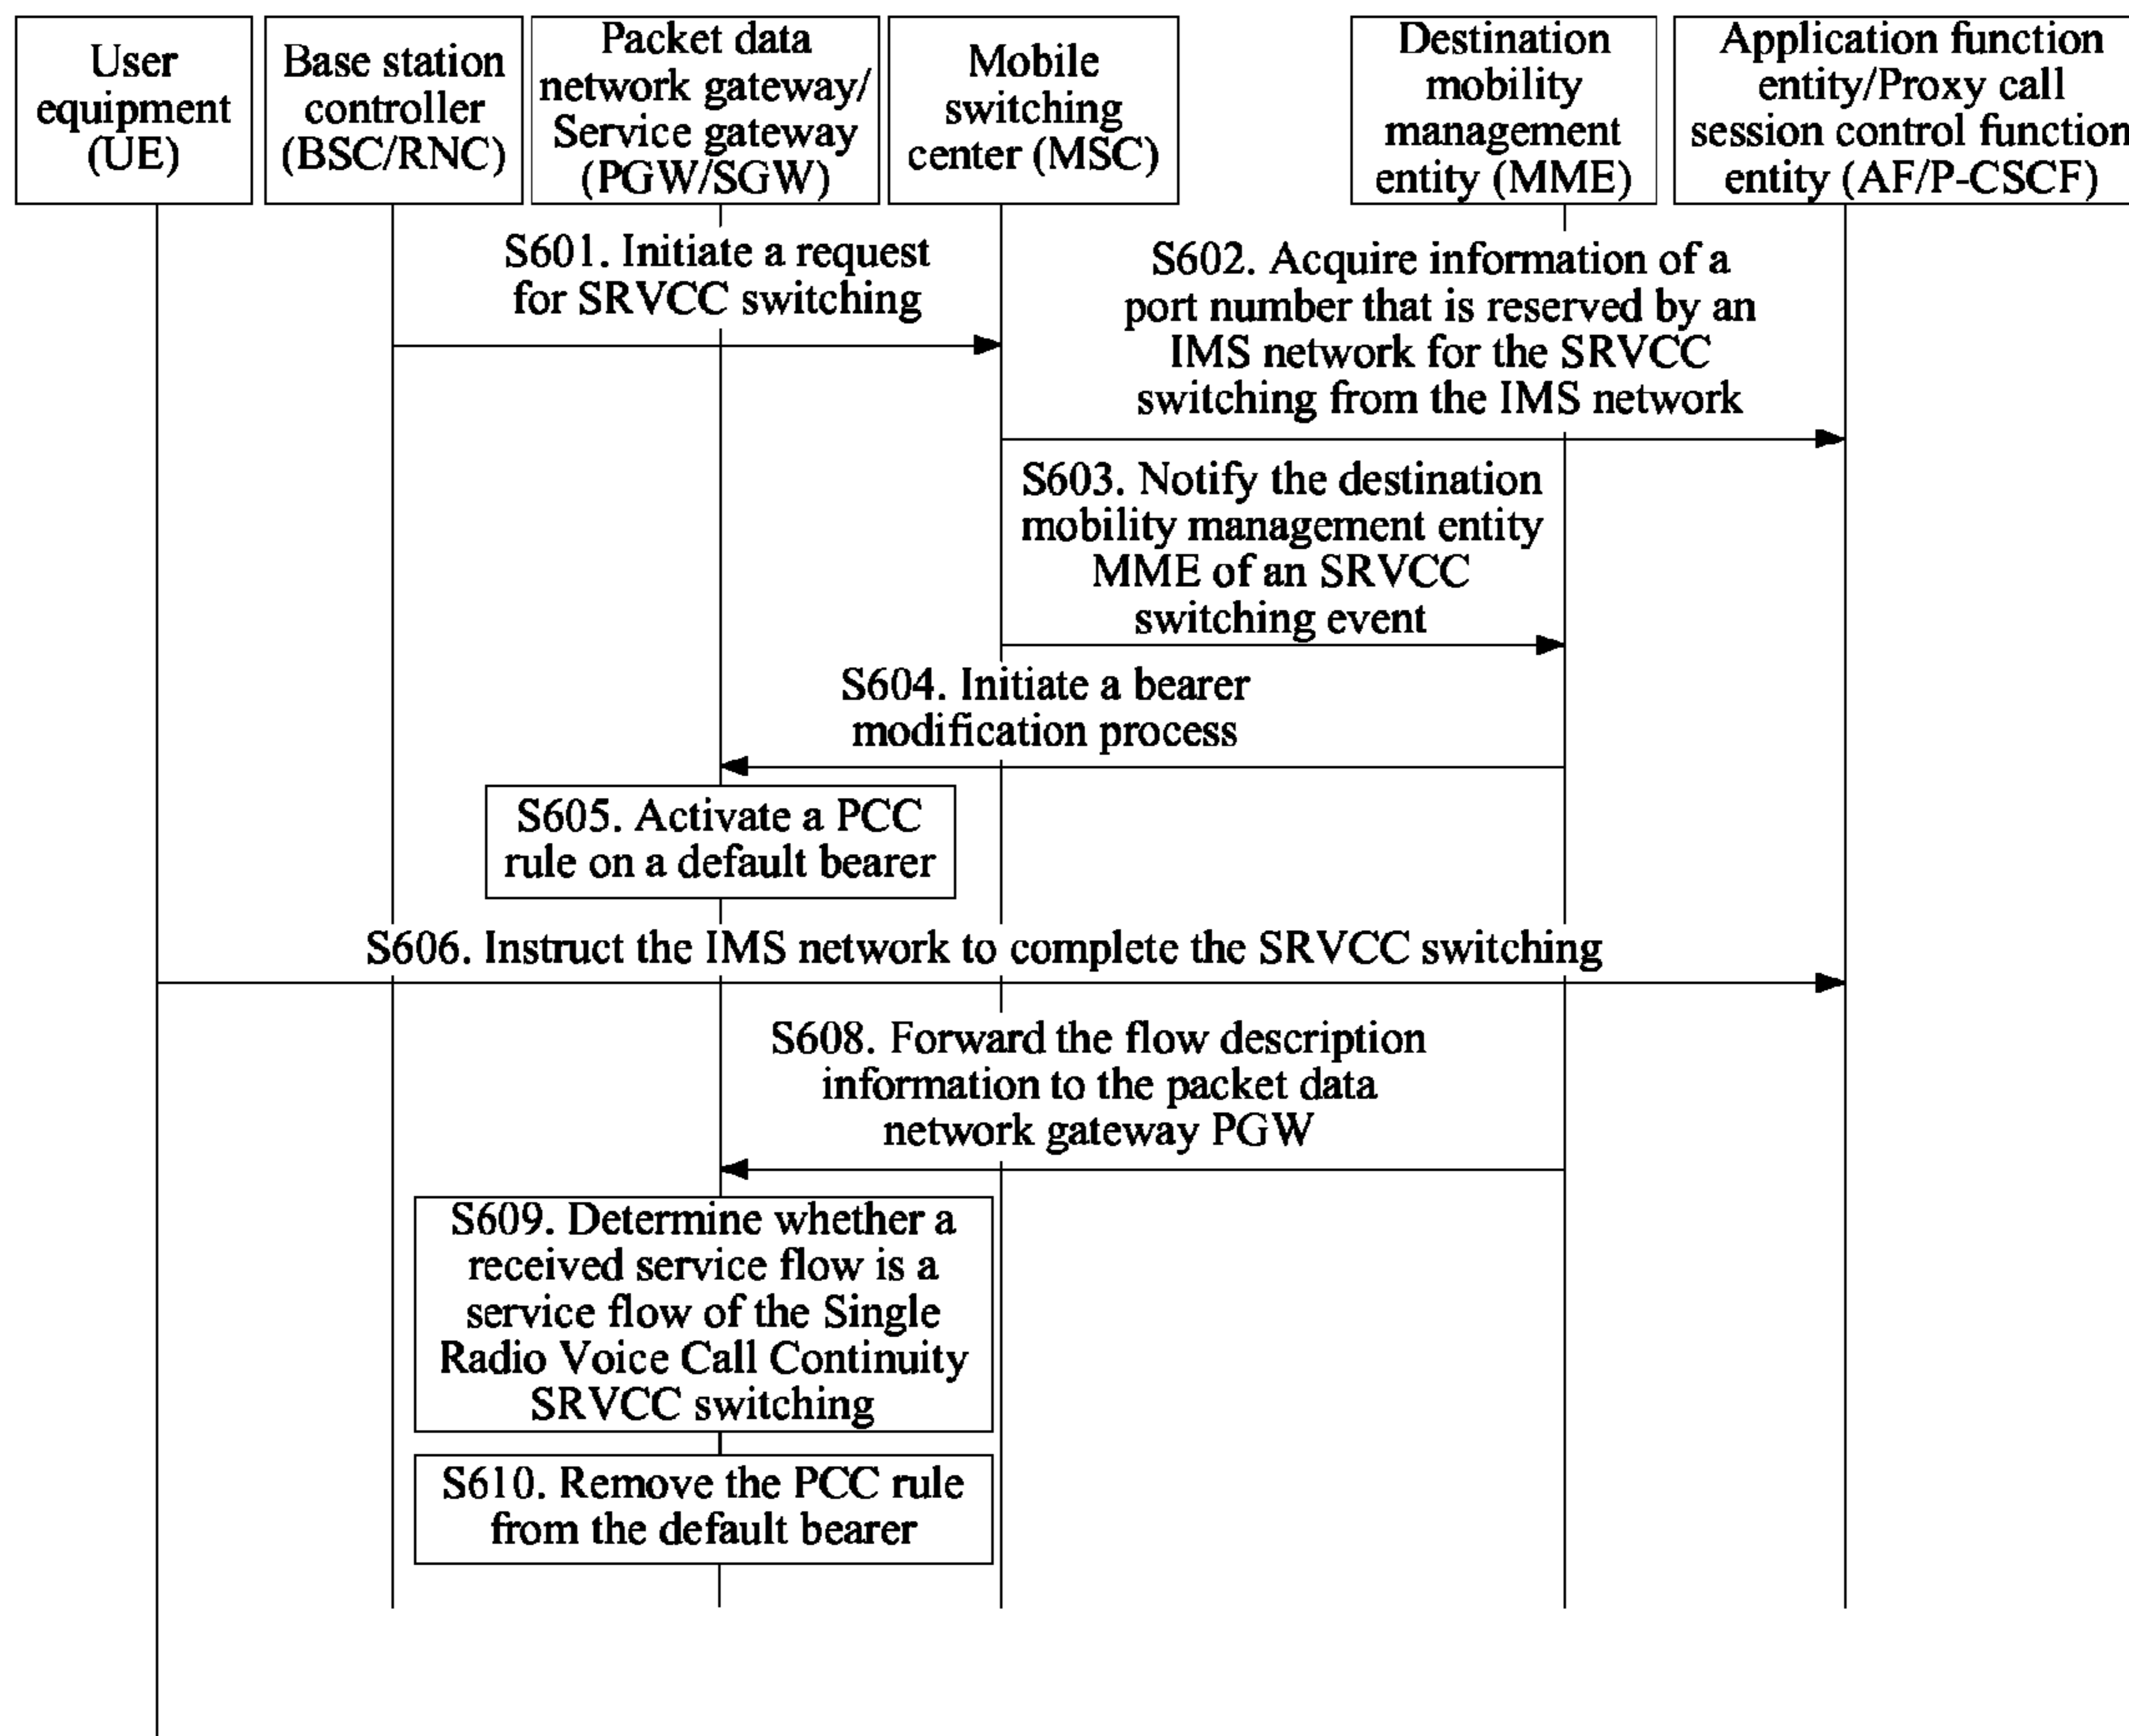 User
equipment
(UE)
Base station
controller
(BSC/RNC)
Packet data
network gateway/
Service gateway
(PGW/SGW)
Mobile
switching
center (MSC)
Destination
mobility
management
entity (MME)
Application function
entity/Proxy call
session control function
entity (AF/P-CSCF)
S601. Initiate a request
for SRVCC switching
S602. Acquire information of a
port number that is reserved by an
IMS network for the SRVCC
switching from the IMS network
S603. Notify the destination
mobility management entity
MME of an SRVCC
switching event
S604. Initiate a bearer
modification process
S605. Activate a PCC
rule on a default bearer
S606. Instruct the IMS network to complete the SRVCC switching
S608. Forward the flow description
information to the packet data
network gateway PGW
S609. Determine whether a
received service flow is a
service flow of the Single
Radio Voice Call Continuity
SRVCC switching
S610. Remove the PCC rule
from the default bearer